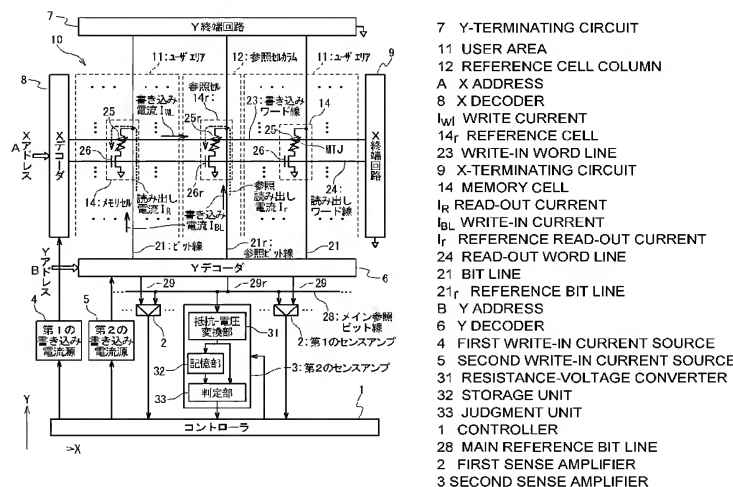 7
Y 終端回路
10
11:ユーザエリア
12:参照セルカラム
11:ユーザエリア
9
8
Xデコーダ
Xアドレス
A
25
書き込み
電流IWL
参照セル
14r:
25r
23:書き込み
ワード線
14
25
MTJ
26
26r
26
X終端回路
14:メモリセル
読み出し
電流IR
書き込み
電流IBL
参照
読み出し
電流Ir
24:読み出し
ワード線
21:ビット線
21r:
参照ビット線
21
Yアドレス
B
Yデコーダ
6
29
29r
29
28:メイン参照
ビット線
4
第1の
書き込み
電流源
5
第2の
書き込み
電流源
2
抵抗-電圧
変換部
31
2:第1のセンスアンプ
32
記憶部
3:第2のセンスアンプ
33
判定部
1
コントローラ
Y
X
7 Y-TERMINATING CIRCUIT
11 USER AREA
12 REFERENCE CELL COLUMN
A X ADDRESS
8 X DECODER
Iwl WRITE CURRENT
14r REFERENCE CELL
23 WRITE-IN WORD LINE
9 X-TERMINATING CIRCUIT
14 MEMORY CELL
IR READ-OUT CURRENT
IBL WRITE-IN CURRENT
Ir REFERENCE READ-OUT CURRENT
24 READ-OUT WORD LINE
21 BIT LINE
21r REFERENCE BIT LINE
B Y ADDRESS
6 Y DECODER
4 FIRST WRITE-IN CURRENT SOURCE
5 SECOND WRITE-IN CURRENT SOURCE
31 RESISTANCE-VOLTAGE CONVERTER
32 STORAGE UNIT
33 JUDGMENT UNIT
1 CONTROLLER
28 MAIN REFERENCE BIT LINE
2 FIRST SENSE AMPLIFIER
3 SECOND SENSE AMPLIFIER